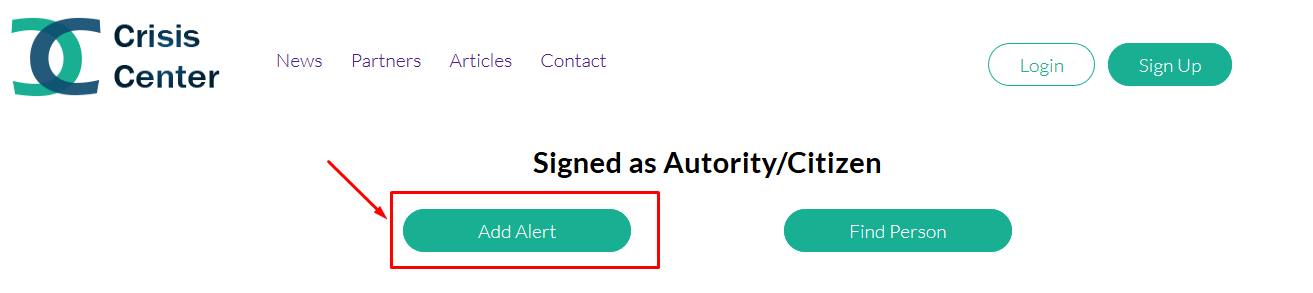 Crisis
Center
News Partners Articles Contact
Login Sign Up
Signed as Autority/Citizen
Add Alert Find Person